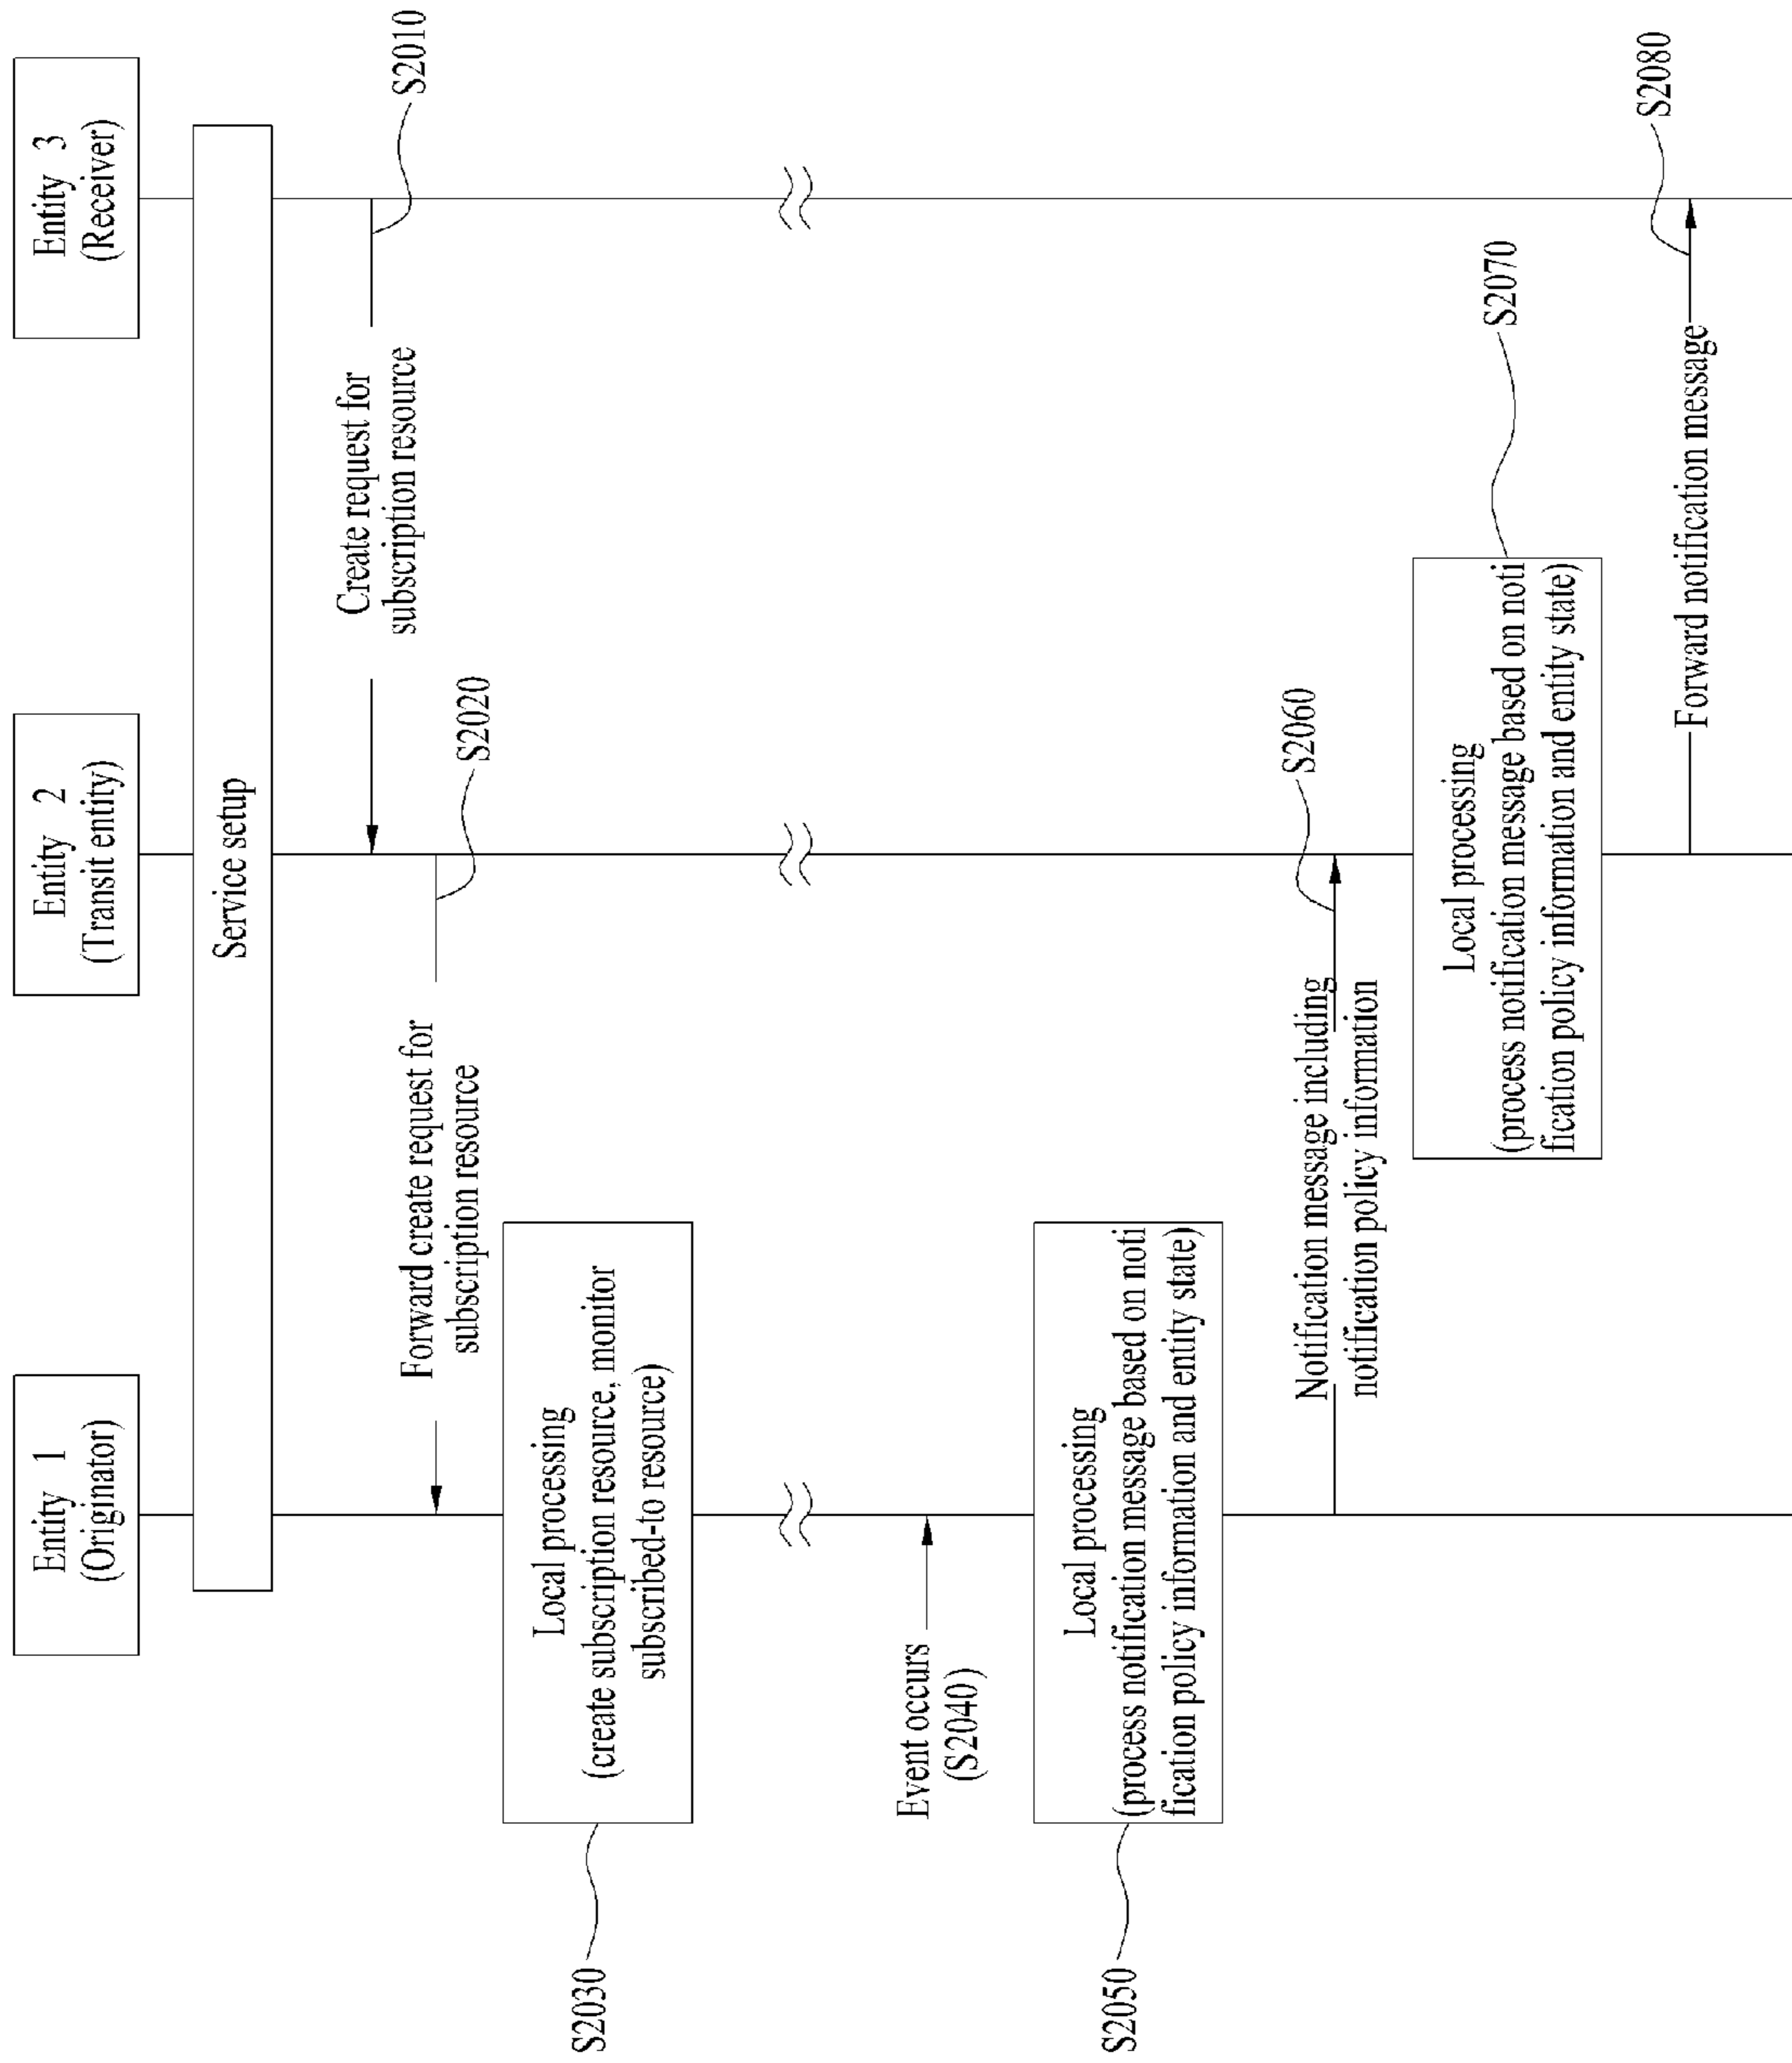 Entity 1
(Originator)
Entity 2
(Transit entity)
Entity 3
(Receiver)
Service setup
Create request for
subscription resource
S2010
Forward create request for
subscription resource
S2020
S2030
Local processing
(create subscription resource, monitor
subscribed-to resource)
Event occurs
(S2040)
S2050
Local processing
(process notification message based on noti
fication policy information and entity state)
Notification message including
notification policy information
S2060
Local processing
(process notification message based on noti
fication policy information and entity state)
S2070
Forward notification message
S2080